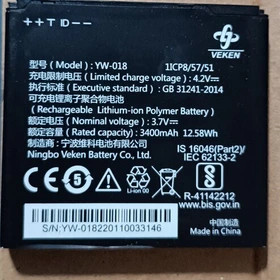 ++T ID--
VEKEN
型号(Model) : YW-018 1ICP8/57/51
充电限制电压(Limited charge voltage) : 4.2V⎓
执行标准(Executive standard) : GB 31241-2014
可充电锂离子聚合物电池
(Rechargeable Lithium-ion Polymer Battery)
标称电压(Nominal voltage) : 3.7V⎓
额定容量(Rated capacity) : 3400mAh 12.58Wh
制造商：宁波维科电池有限公司
Ningbo Veken Battery Co., Ltd.
IS 16046(Part2)/
IEC 62133-2
5
Li-ion 00
R-41142212
www.bis.gov.in
S/N:YW-018220110033146
中国制造
Made in China